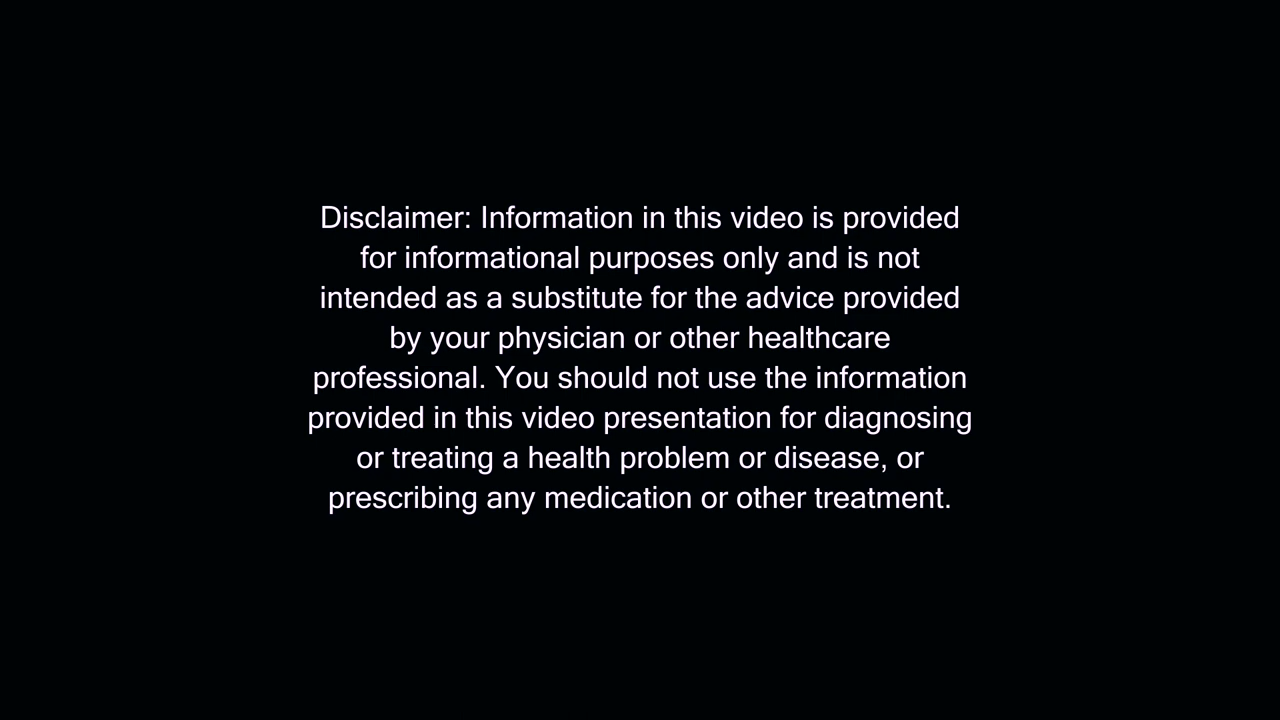 Disclaimer: Information in this video is provided
for informational purposes only and is not
intended as a substitute for the advice provided
by your physician or other healthcare
professional. You should not use the information
provided in this video presentation for diagnosing
or treating a health problem or disease, or
prescribing any medication or other treatment.